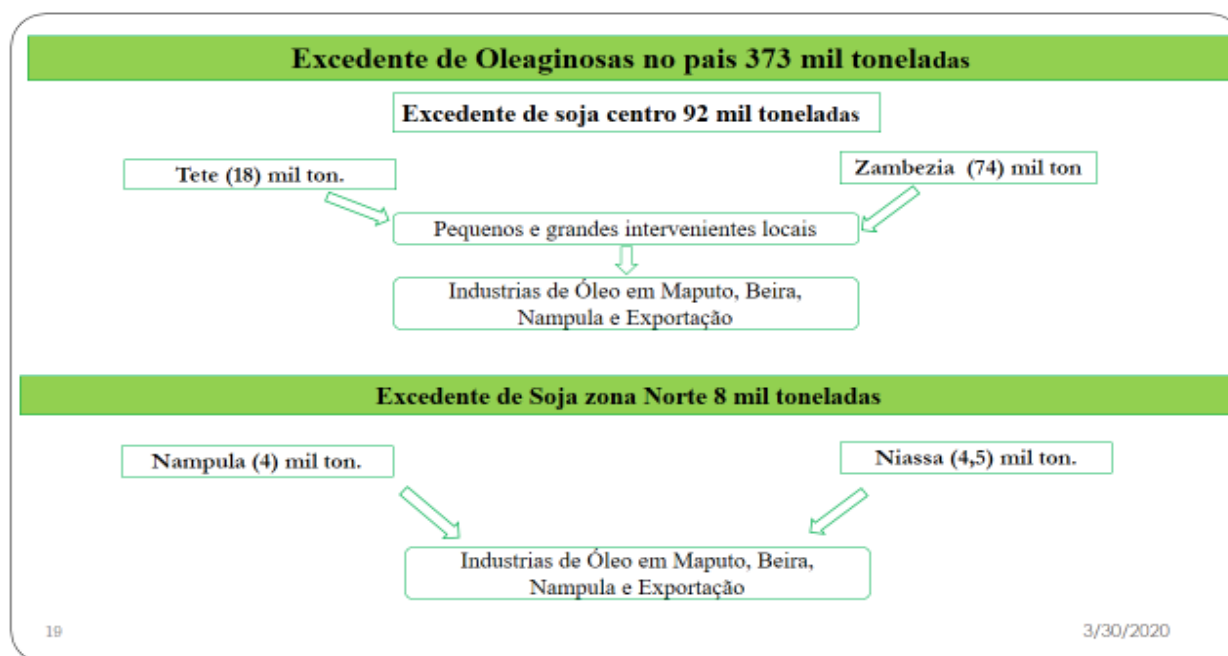 Excedente de Oleaginosas no pais 373 mil toneladas
Excedente de soja centro 92 mil toneladas
Tete (18) mil ton.
Zambezia (74) mil ton
Pequenos e grandes intervenientes locais
Industrias de Óleo em Maputo, Beira,
Nampula e Exportação
Excedente de Soja zona Norte 8 mil toneladas
Nampula (4) mil ton.
Niassa (4,5) mil ton.
Industrias de Óleo em Maputo, Beira,
Nampula e Exportação
19
3/30/2020